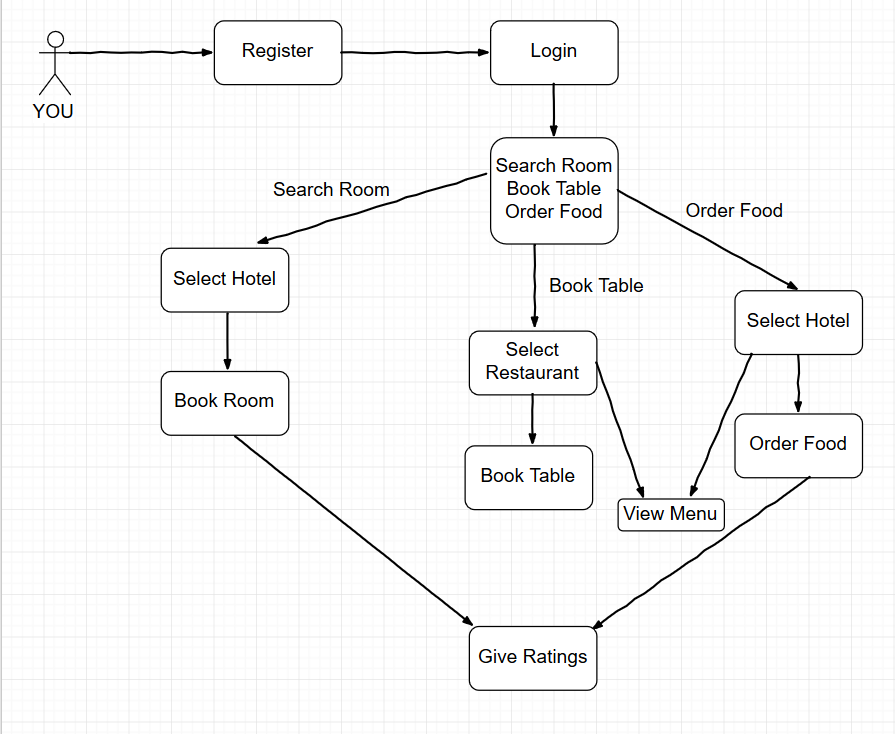 Register
Login
YOU
Search Room
Book Table
Order Food
Search Room
Order Food
Select Hotel
Book Table
Select Hotel
Select
Restaurant
Book Room
Order Food
Book Table
View Menu
Give Ratings